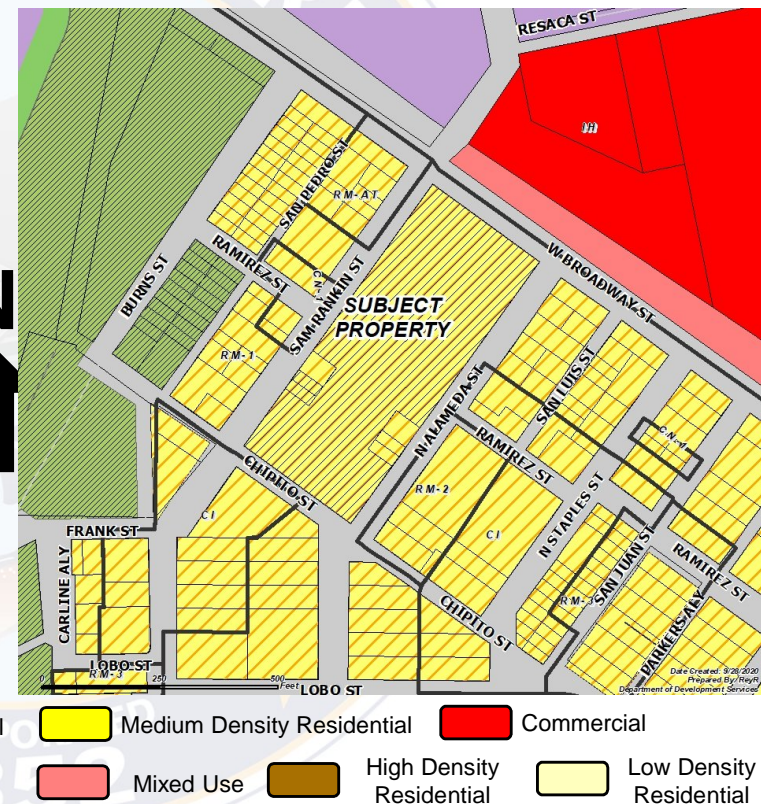 RESACA ST
IH
SAN PEDRO ST
RM-AT
W BROADWAY ST
RAMIREZ ST
CN-1
SAM RANKIN ST
BURNS ST
SUBJECT
PROPERTY
RM-1
N ALAMEDA ST
SAN LUIS ST
CN-1
RAMIREZ ST
CHIPITO ST
RM-2
CI
CI
FRANK ST
N STAPLES ST
SAN JUAN ST
RAMIREZ ST
CARLINE ALY
CHIPITO ST
RM-3
PARKERS ALY
LOBO ST
RM-3
0 250 500
Feet
LOBO ST
Date Created: 9/28/2020
Prepared By: ReyR
Department of Development Services
Medium Density Residential
Commercial
Mixed Use
High Density
Residential
Low Density
Residential